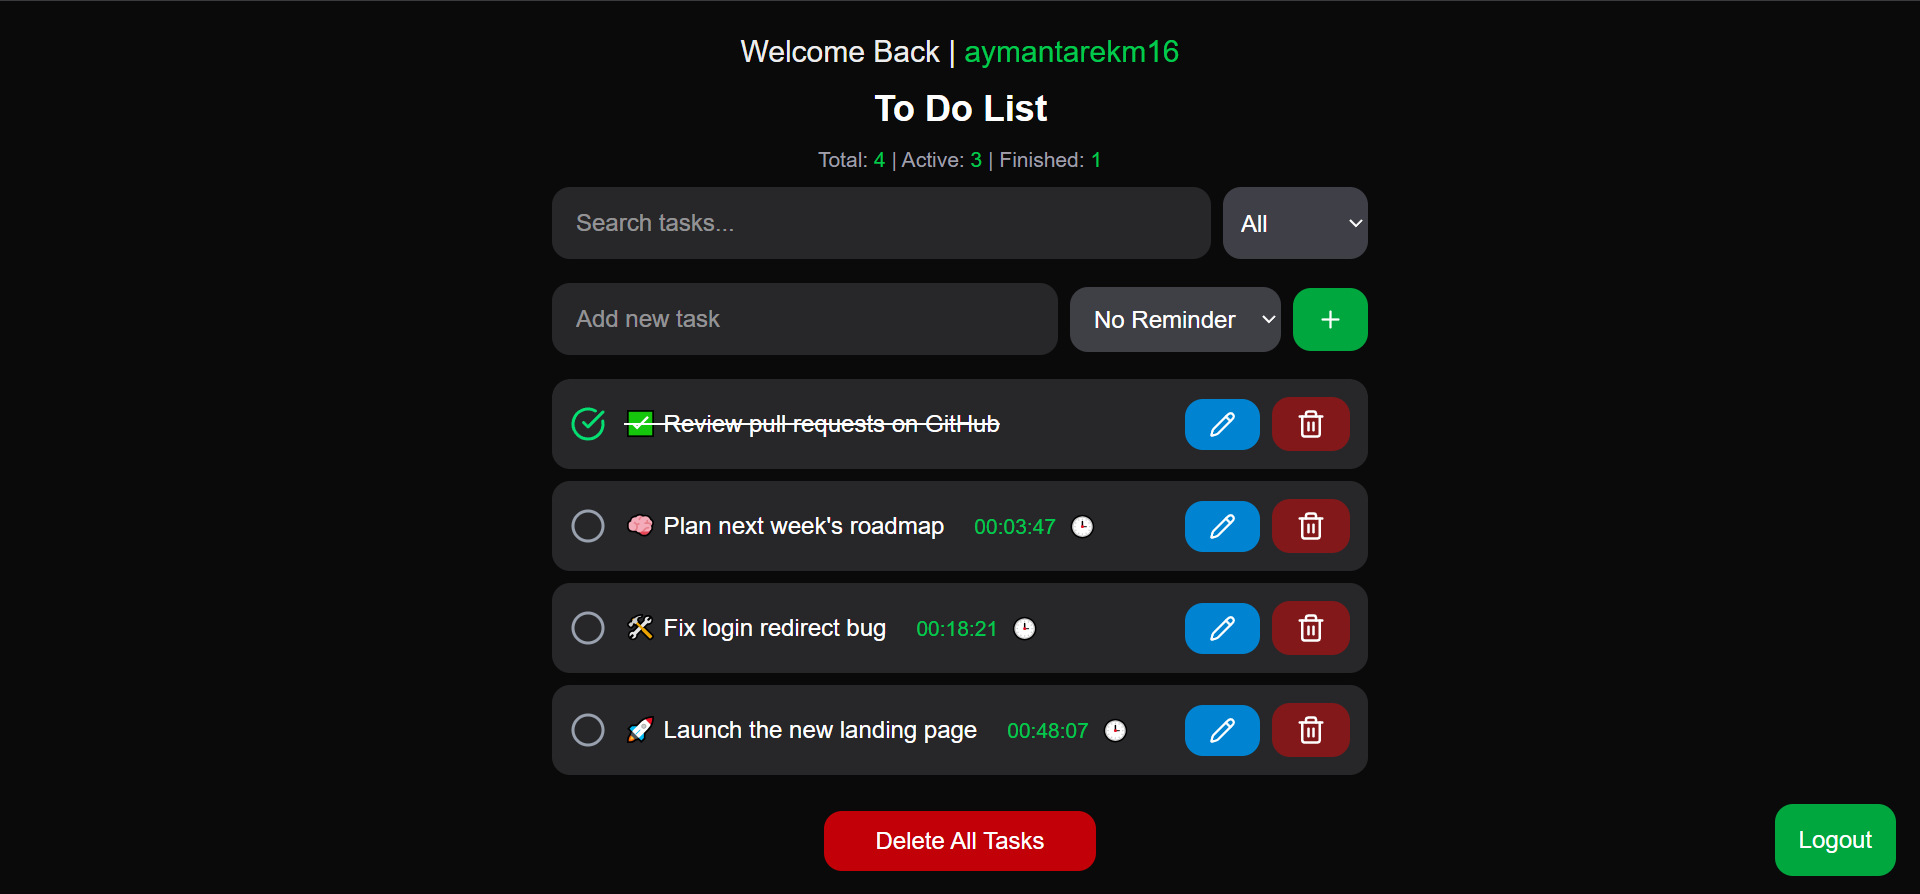 Welcome Back | aymantarekm16
To Do List
Total: 4 | Active: 3 | Finished: 1
Search tasks...
All
Add new task
No Reminder
+
✅ Review pull requests on GitHub
🧠 Plan next week's roadmap 00:03:47 🕒
🛠 Fix login redirect bug 00:18:21 🕒
🚀 Launch the new landing page 00:48:07 🕒
Delete All Tasks
Logout